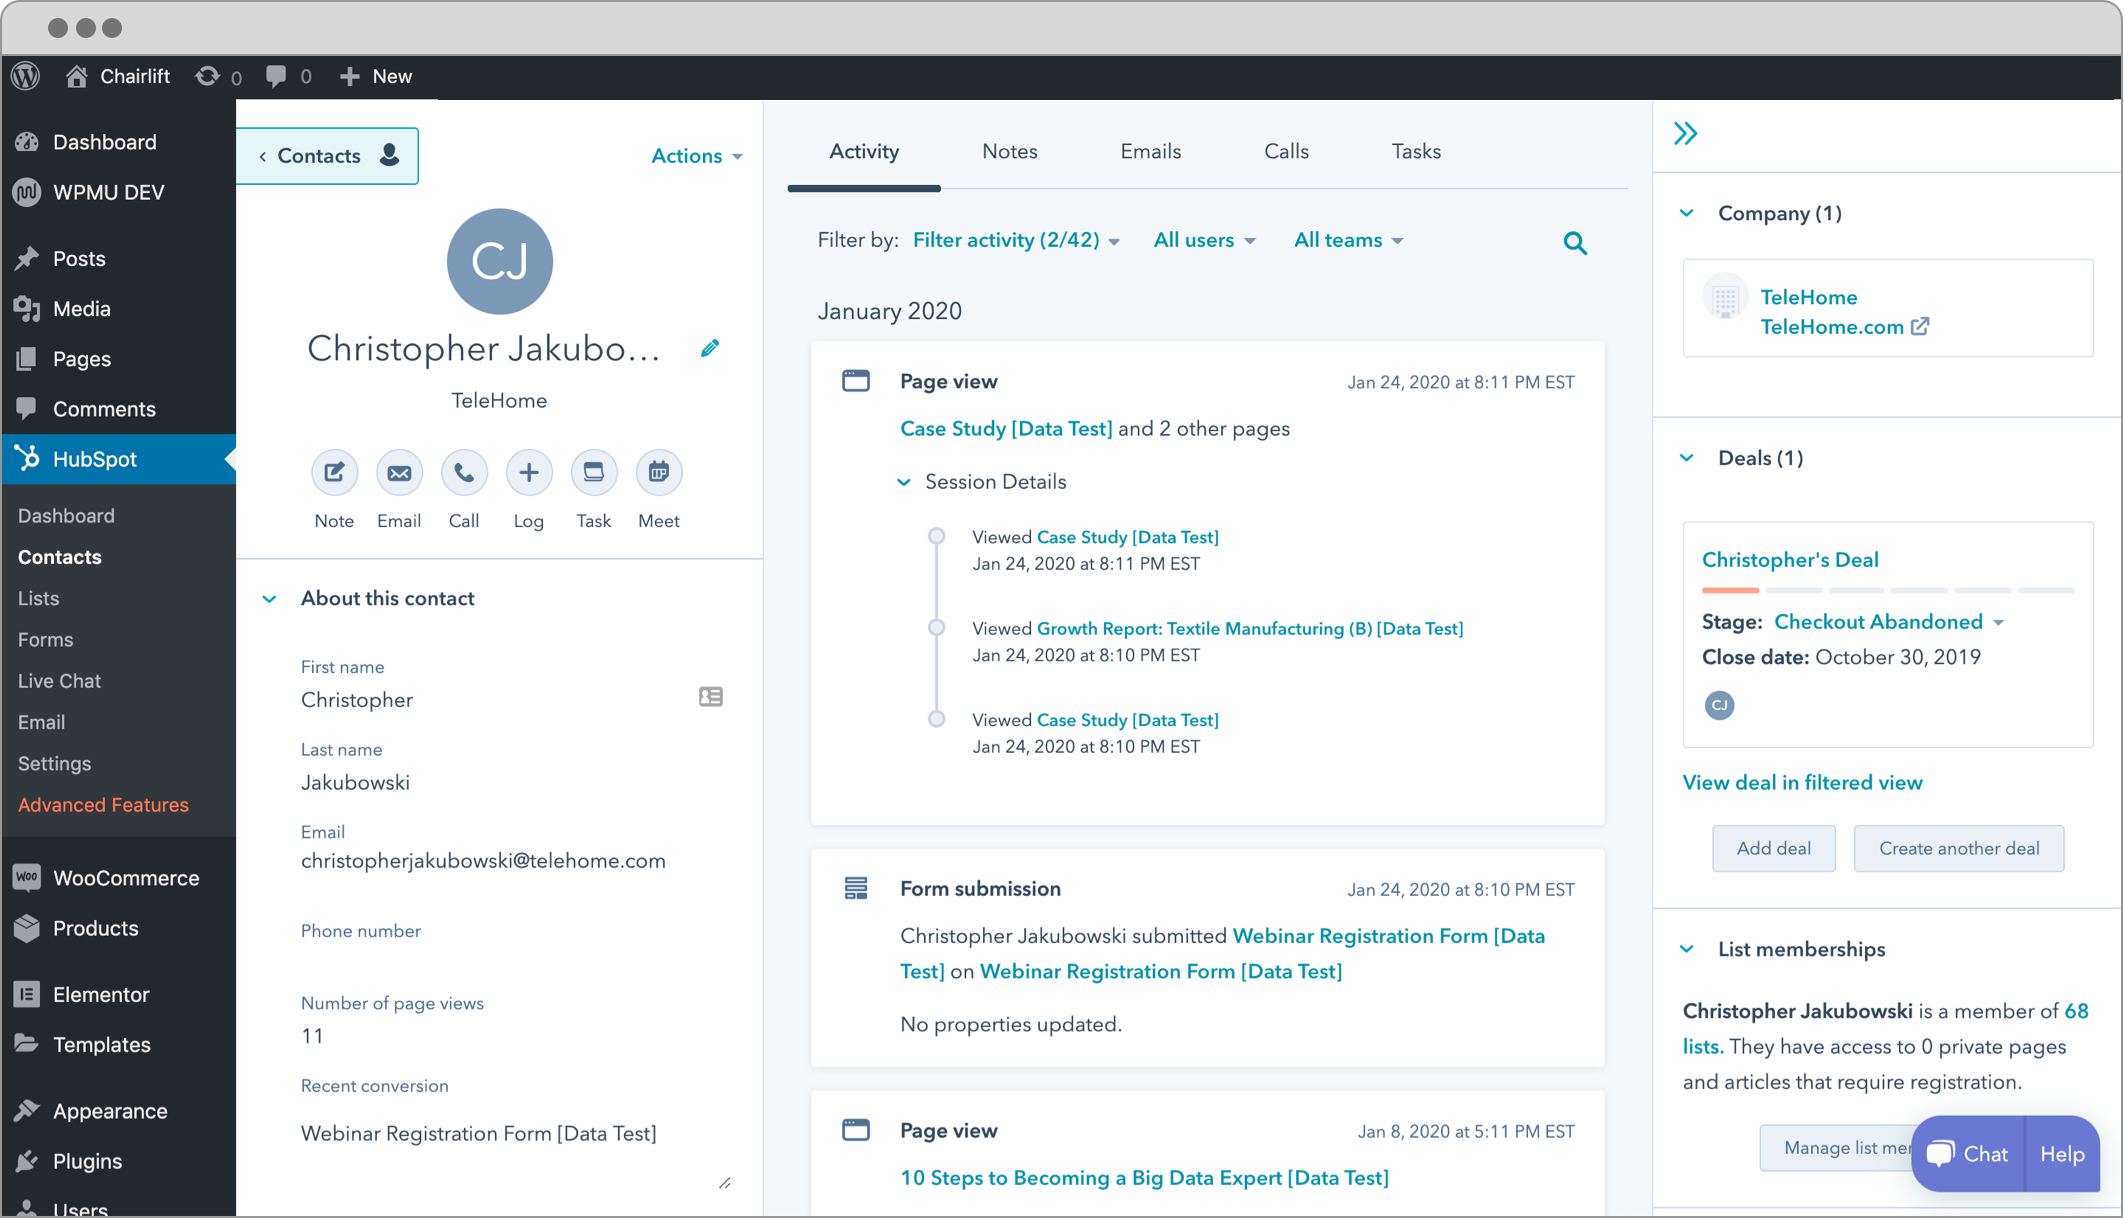 Chairlift
0
0
New
Dashboard
WPMU DEV
Posts
Media
Pages
Comments
HubSpot
Dashboard
Contacts
Lists
Forms
Live Chat
Email
Settings
Advanced Features
Woo
WooCommerce
Products
Elementor
Templates
Appearance
Plugins
Users
Contacts
Actions
CJ
Christopher Jakubo...
TeleHome
Note
Email
Call
Log
Task
Meet
About this contact
First name
Christopher
Last name
Jakubowski
Email
christopherjakubowski@telehome.com
Phone number
Number of page views
11
Recent conversion
Webinar Registration Form [Data Test]
Activity
Notes
Emails
Calls
Tasks
Filter by: Filter activity (2/42) All users All teams
January 2020
Page view
Jan 24, 2020 at 8:11 PM EST
Case Study [Data Test] and 2 other pages
Session Details
Viewed Case Study [Data Test]
Jan 24, 2020 at 8:11 PM EST
Viewed Growth Report: Textile Manufacturing (B) [Data Test]
Jan 24, 2020 at 8:10 PM EST
Viewed Case Study [Data Test]
Jan 24, 2020 at 8:10 PM EST
Form submission
Jan 24, 2020 at 8:10 PM EST
Christopher Jakubowski submitted Webinar Registration Form [Data
Test] on Webinar Registration Form [Data Test]
No properties updated.
Page view
Jan 8, 2020 at 5:11 PM EST
10 Steps to Becoming a Big Data Expert [Data Test]
Company (1)
TeleHome
TeleHome.com
Deals (1)
Christopher's Deal
Stage: Checkout Abandoned
Close date: October 30, 2019
CJ
View deal in filtered view
Add deal
Create another deal
List memberships
Christopher Jakubowski is a member of 68
lists. They have access to 0 private pages
and articles that require registration.
Manage list mer
Chat
Help